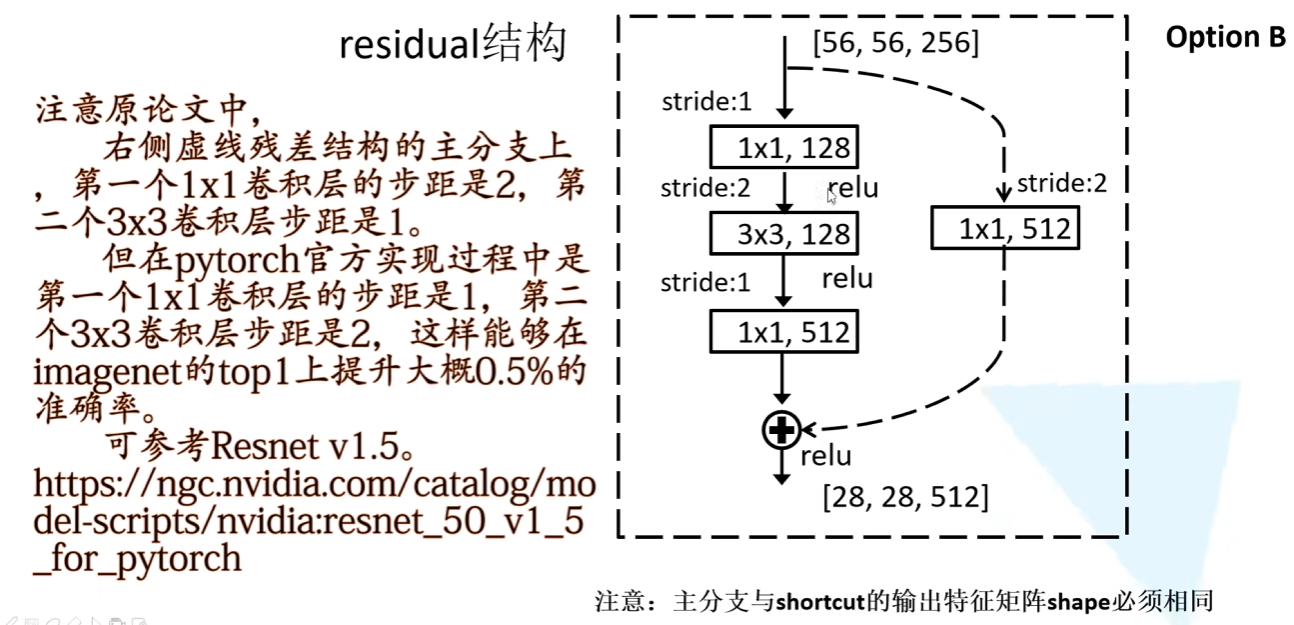 residual结构
注意原论文中，
右侧虚线残差结构的主分支上
，第一个1x1卷积层的步距是2，第
二个3x3卷积层步距是1。
但在pytorch官方实现过程中是
第一个1x1卷积层的步距是1，第二
个3x3卷积层步距是2，这样能够在
imagenet的top1上提升大概0.5%的
准确率。
可参考Resnet v1.5。
https://ngc.nvidia.com/catalog/mo
del-scripts/nvidia:resnet_50_v1_5
_for_pytorch
Option B
[56, 56, 256]
stride:1
1x1, 128
stride:2
relu
stride:2
3x3, 128
1x1, 512
stride:1
relu
1x1, 512
relu
[28, 28, 512]
注意：主分支与shortcut的输出特征矩阵shape必须相同